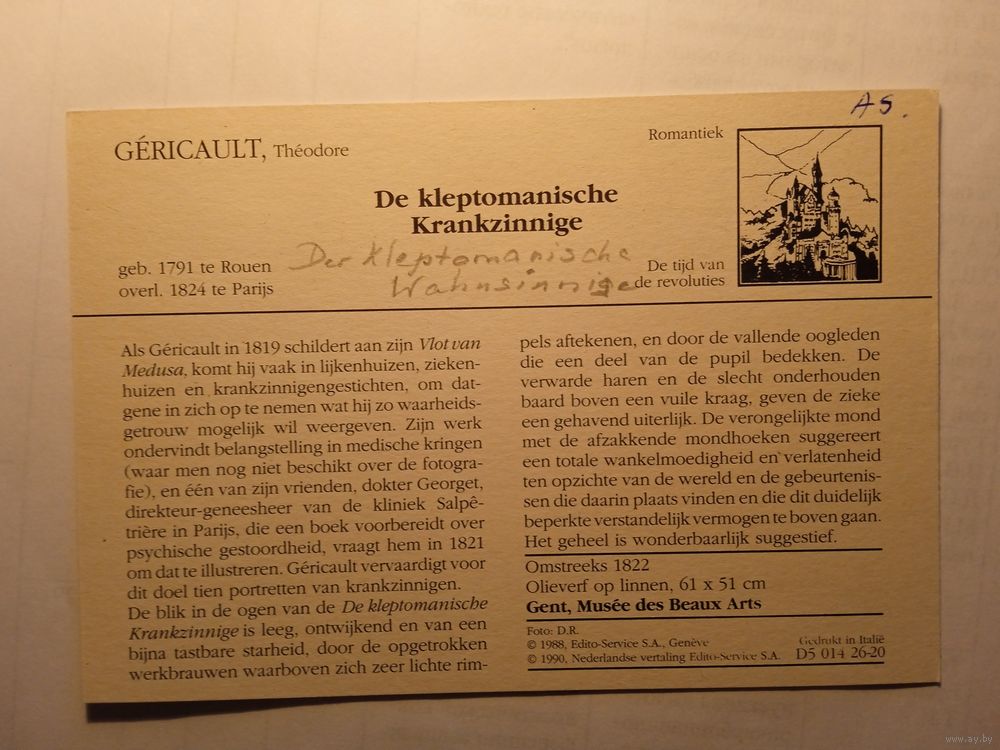 AS.
GÉRICAULT, Théodore
Romantiek
De kleptomanische
Krankzinnige
Der kleptomanische
Wahnsinnige
geb. 1791 te Rouen
overl. 1824 te Parijs
De tijd van
de revoluties
Als Géricault in 1819 schildert aan zijn Vlot van
Medusa, komt hij vaak in lijkenhuizen, zieken-
huizen en krankzinnigengestichten, om dat-
gene in zich op te nemen wat hij zo waarheids-
getrouw mogelijk wil weergeven. Zijn werk
ondervindt belangstelling in medische kringen
(waar men nog niet beschikt over de fotogra-
fie), en één van zijn vrienden, dokter Georget,
direkteur-geneesheer van de kliniek Salpê-
trière in Parijs, die een boek voorbereidt over
psychische gestoordheid, vraagt hem in 1821
om dat te illustreren. Géricault vervaardigt voor
dit doel tien portretten van krankzinnigen.
De blik in de ogen van de De kleptomanische
Krankzinnige is leeg, ontwijkend en van een
bijna tastbare starheid, door de opgetrokken
werkbrauwen waarboven zich zeer lichte rim-
pels aftekenen, en door de vallende oogleden
die een deel van de pupil bedekken. De
verwarde haren en de slecht onderhouden
baard boven een vuile kraag, geven de zieke
een gehavend uiterlijk. De verongelijkte mond
met de afzakkende mondhoeken suggereert
een totale wankelmoedigheid en verlatenheid
ten opzichte van de wereld en de gebeurtenis-
sen die daarin plaats vinden en die dit duidelijk
beperkte verstandelijk vermogen te boven gaan.
Het geheel is wonderbaarlijk suggestief.
Omstreeks 1822
Olieverf op linnen, 61 x 51 cm
Gent, Musée des Beaux Arts
Foto: D.R.
© 1988, Edito-Service S.A., Genève
© 1990, Nederlandse vertaling Edito-Service S.A.
Gedrukt in Italië
D5 014 26-20
www.ay.by